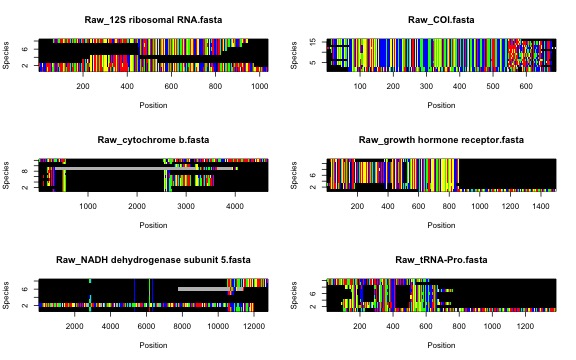 Raw_12S ribosomal RNA.fasta
Species
2 6
200 400 600 800 1000
Position
Raw_COI.fasta
Species
5 15
100 200 300 400 500 600
Position
Raw_cytochrome b.fasta
Species
2 8
1000 2000 3000 4000
Position
Raw_growth hormone receptor.fasta
Species
2 6
200 400 600 800 1000 1200 1400
Position
Raw_NADH dehydrogenase subunit 5.fasta
Species
2 6
2000 4000 6000 8000 10000 12000
Position
Raw_tRNA-Pro.fasta
Species
2 6
200 400 600 800 1000 1200
Position